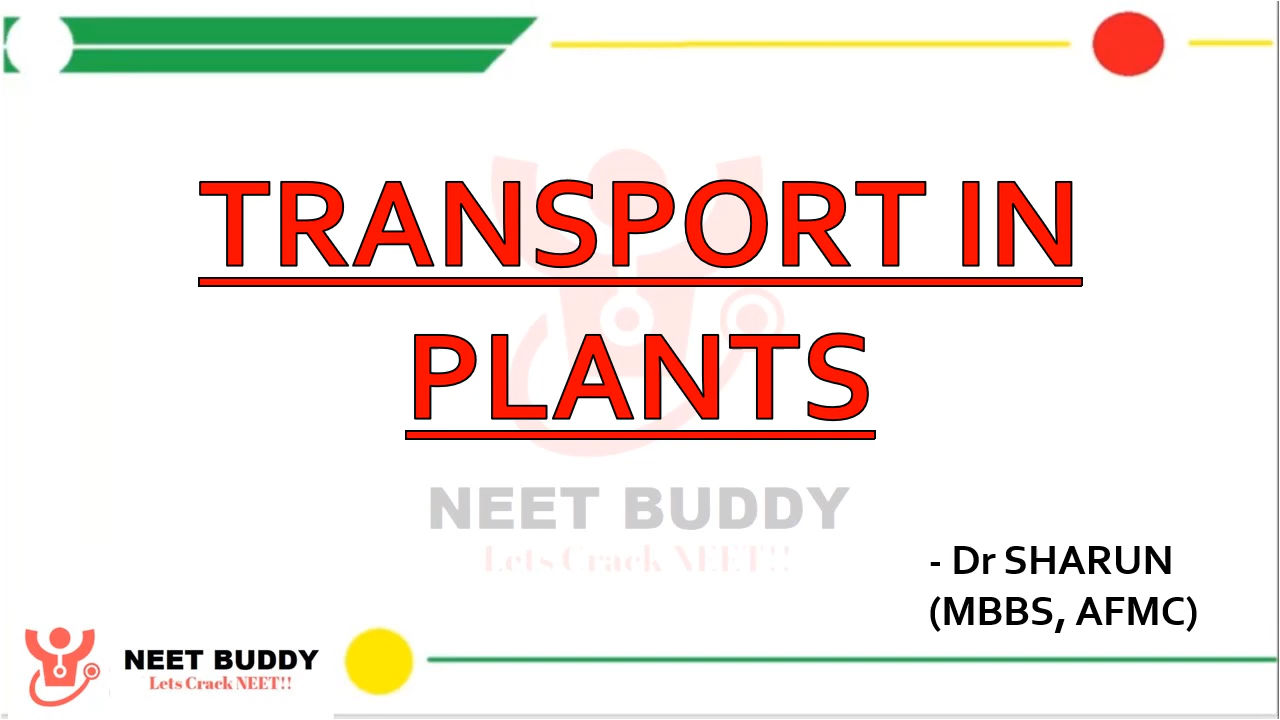 TRANSPORT IN
PLANTS
NEET BUDDY
Lets Crack NEET!!
- Dr SHARUN
(MBBS, AFMC)
NEET BUDDY
Lets Crack NEET!!